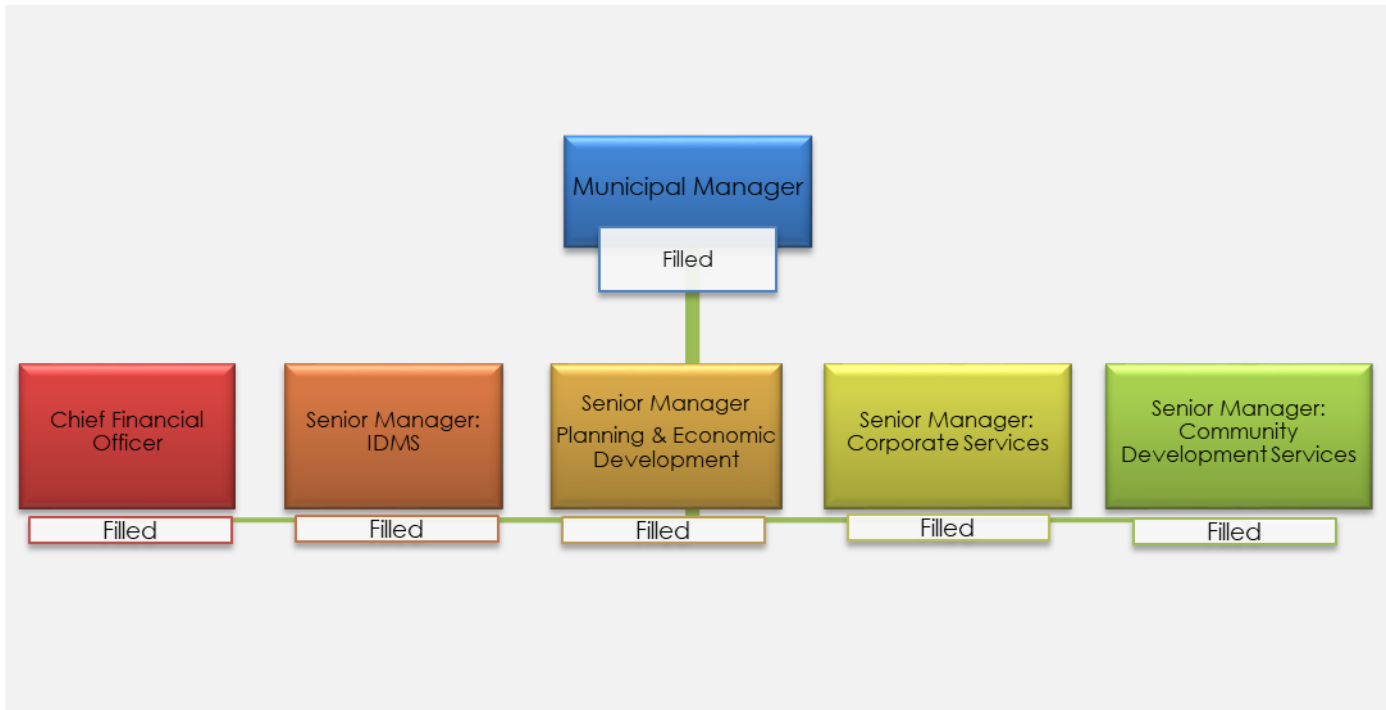 Municipal Manager
Filled
Chief Financial
Officer
Filled
Senior Manager:
IDMS
Filled
Senior Manager
Planning & Economic
Development
Filled
Senior Manager:
Corporate Services
Filled
Senior Manager:
Community
Development Services
Filled